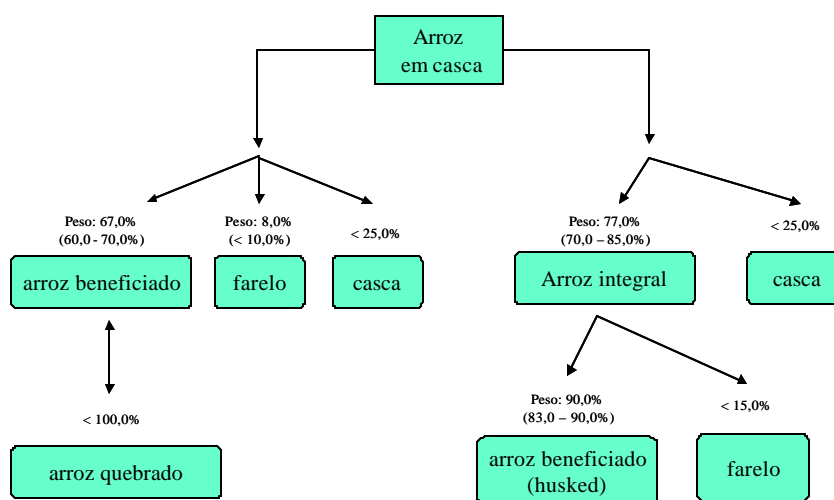 Arroz
em casca
Peso: 67,0%
(60,0 - 70,0%)
Peso: 8,0%
(< 10,0%)
< 25,0%
Peso: 77,0%
(70,0 – 85,0%)
< 25,0%
arroz beneficiado
farelo
casca
Arroz integral
casca
< 100,0%
Peso: 90,0%
(83,0 – 90,0%)
< 15,0%
arroz quebrado
arroz beneficiado
(husked)
farelo